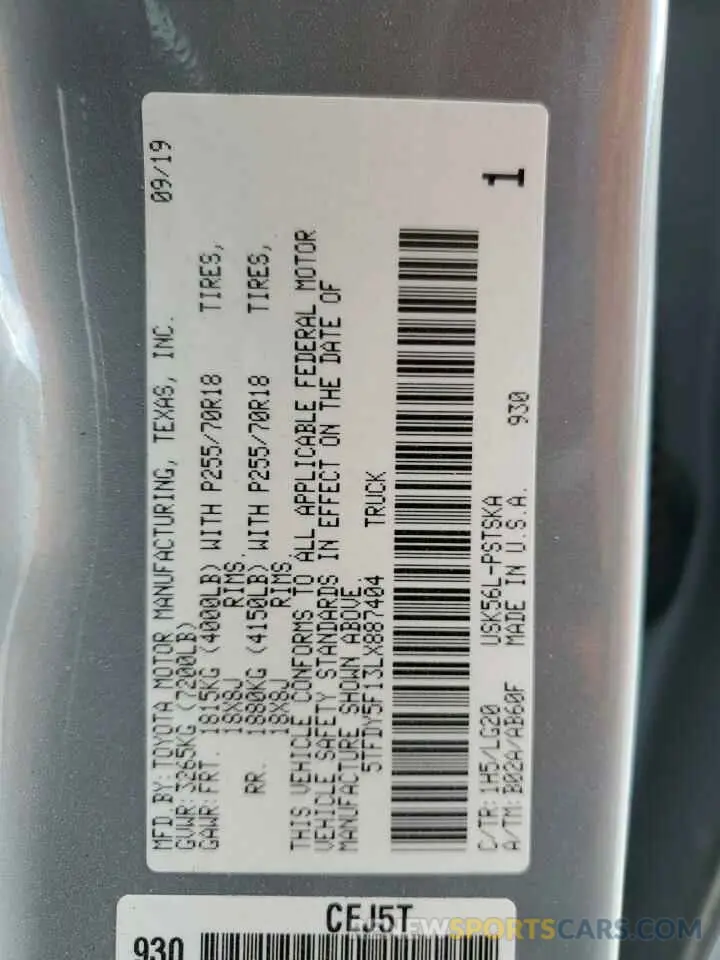 MFD BY: TOYOTA MOTOR MANUFACTURING, TEXAS, INC. 09/19
GVWR: 3265KG (7200LB)
GAWR: FRT. 1815KG (4000LB) WITH P255/70R18 TIRES,
18X8J RIMS,
RR. 1880KG (4150LB) WITH P255/70R18 TIRES,
18X8J RIMS.
THIS VEHICLE CONFORMS TO ALL APPLICABLE FEDERAL MOTOR
VEHICLE SAFETY STANDARDS IN EFFECT ON THE DATE OF
MANUFACTURE SHOWN ABOVE.
5TFDY5F13LX887404 TRUCK
C/TR: 1H5/LG20 USK56L-PSTSKA 930 1
A/TM: B02A/AB60F MADE IN U.S.A.
CEJ5T
930
NEWSPORTSCARS.COM